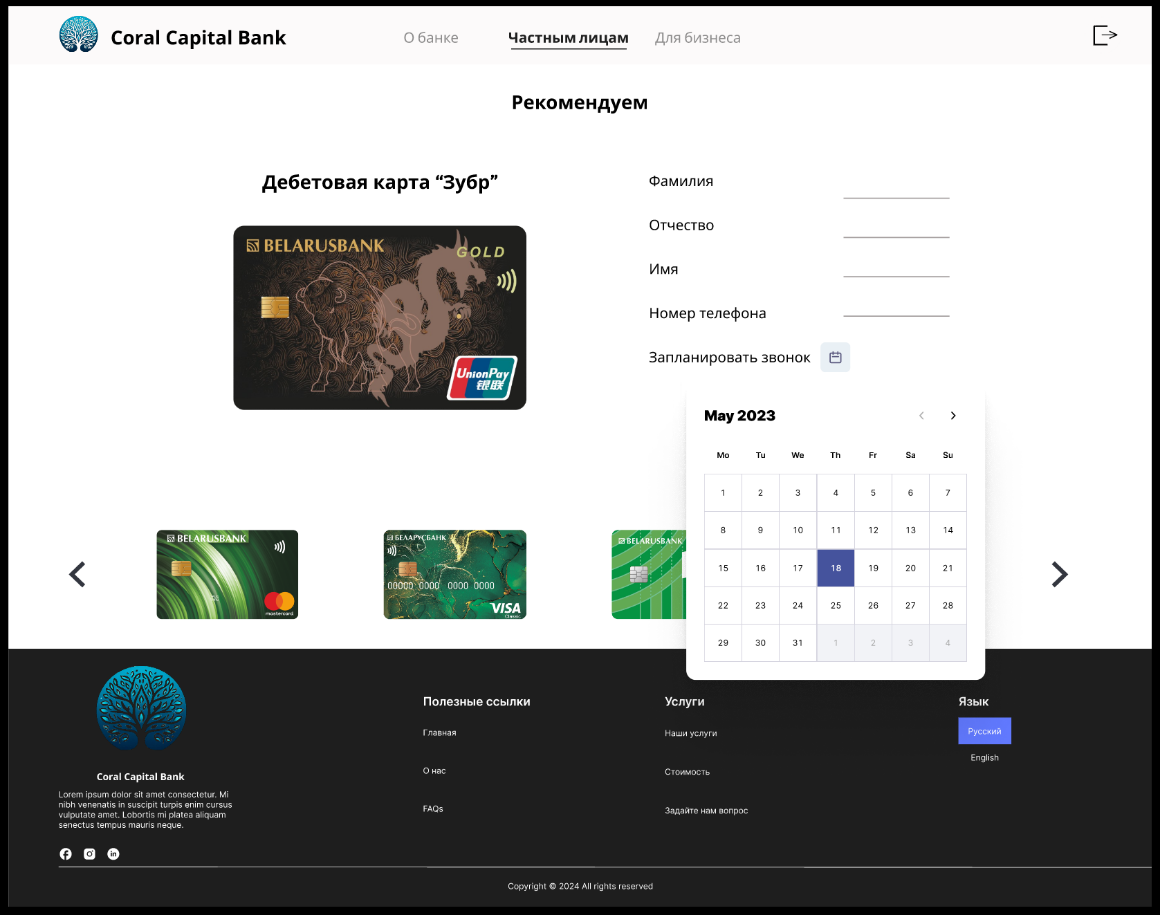 Coral Capital Bank
О банке
Частным лицам
Для бизнеса
Рекомендуем
Дебетовая карта “Зубр”
BELARUSBANK
GOLD
UnionPay
银联
Фамилия
Отчество
Имя
Номер телефона
Запланировать звонок
May 2023
Mo Tu We Th Fr Sa Su
1 2 3 4 5 6 7
8 9 10 11 12 13 14
15 16 17 18 19 20 21
22 23 24 25 26 27 28
29 30 31 1 2 3 4
BELARUSBANK
mastercard
БЕЛАРУСБАНК
00000 0000 0000 0000
VISA
Classic
BELARUSBANK
Coral Capital Bank
Lorem ipsum dolor sit amet consectetur. Mi
nibh venenatis in suscipit turpis enim cursus
vulputate amet. Lobortis mi platea aliquam
senectus tempus mauris neque.
Полезные ссылки
Главная
О нас
FAQs
Услуги
Наши услуги
Стоимость
Задайте нам вопрос
Язык
Русский
English
Copyright © 2024 All rights reserved